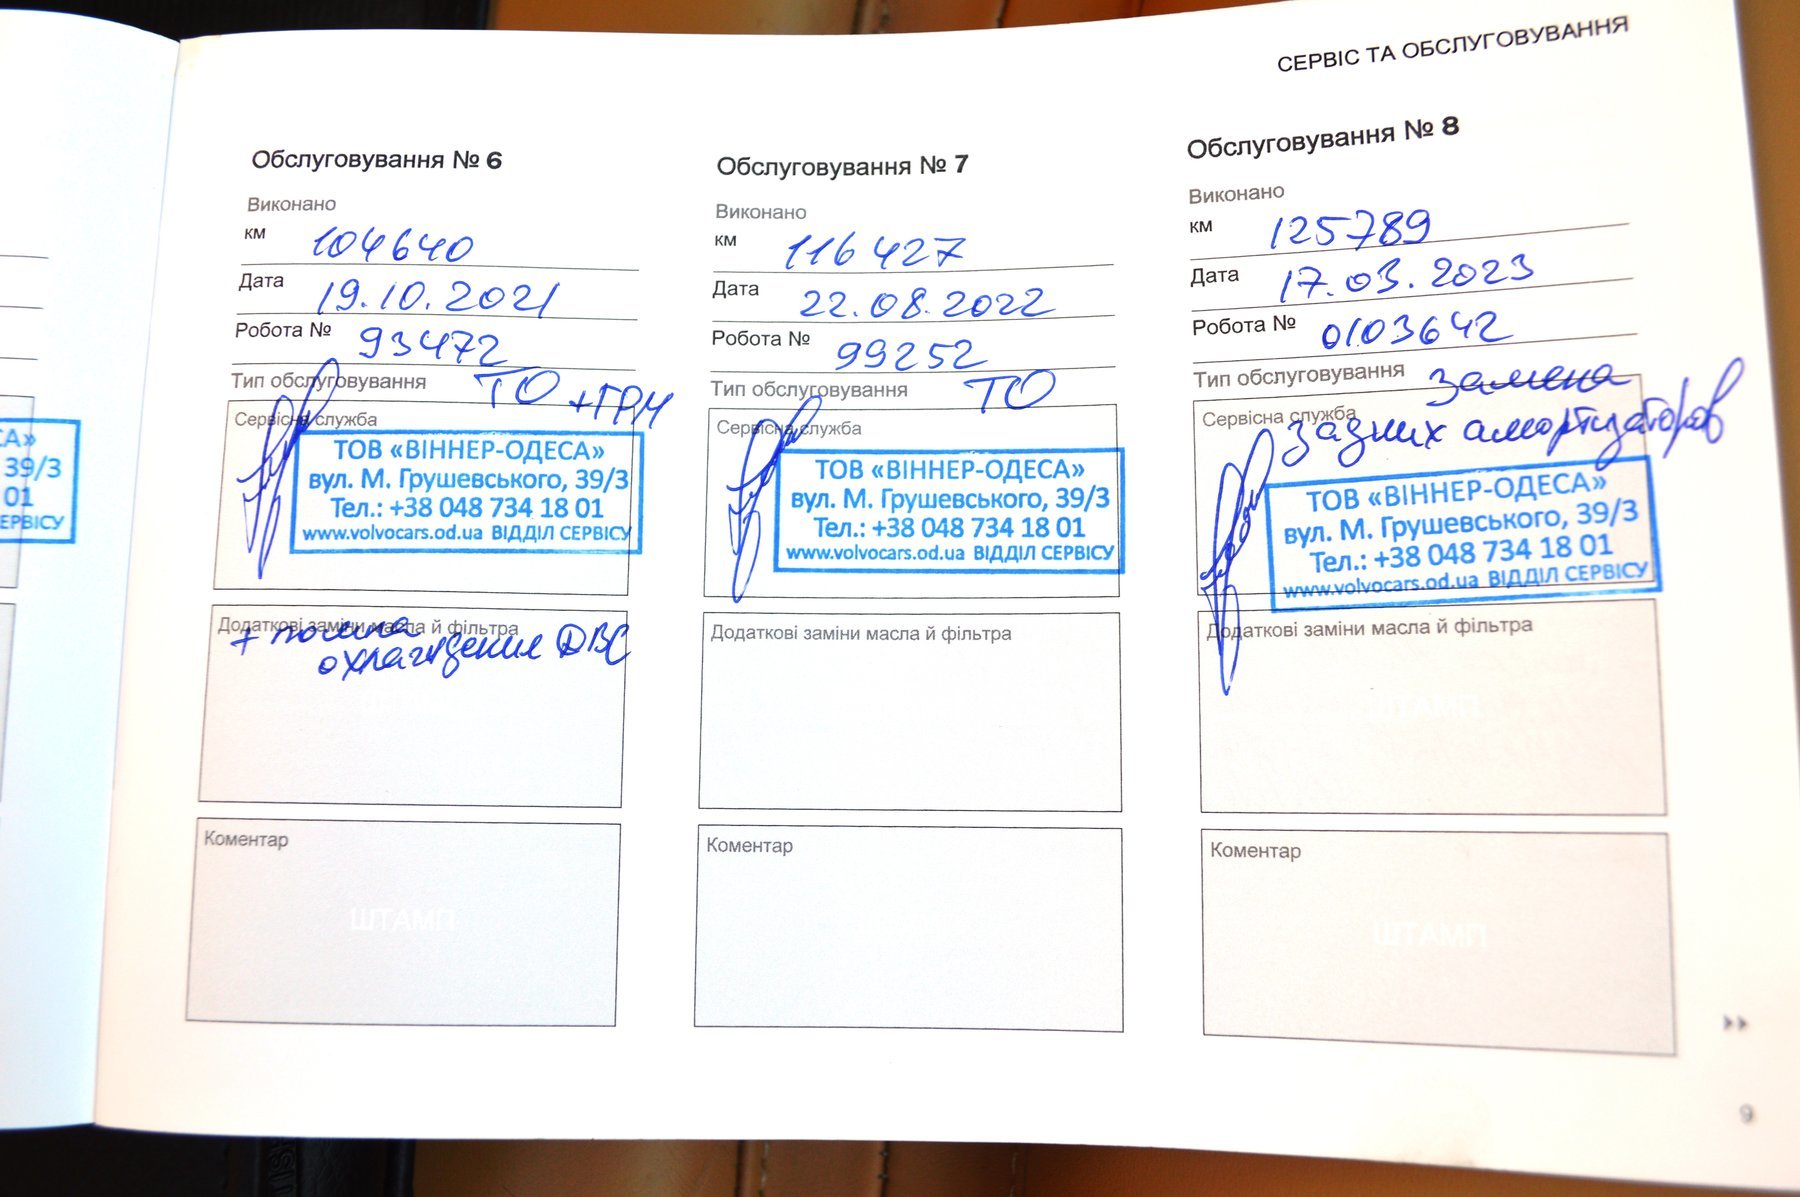 СЕРВІС ТА ОБСЛУГОВУВАННЯ
Обслуговування № 6
Виконано
км 104640
Дата 19.10.2021
Робота № 93472
Тип обслуговування ТО +ГРМ
Сервісна служба
ТОВ «ВІННЕР-ОДЕСА»
вул. М. Грушевського, 39/3
Тел.: +38 048 734 18 01
www.volvocars.od.ua ВІДДІЛ СЕРВІСУ
Додаткові заміни масла й фільтра
+ помпа
охлаждения ДВС
Коментар
ШТАМП
Обслуговування № 7
Виконано
км 116427
Дата 22.08.2022
Робота № 99252
Тип обслуговування ТО
Сервісна служба
ТОВ «ВІННЕР-ОДЕСА»
вул. М. Грушевського, 39/3
Тел.: +38 048 734 18 01
www.volvocars.od.ua ВІДДІЛ СЕРВІСУ
Додаткові заміни масла й фільтра
Коментар
Обслуговування № 8
Виконано
км 125789
Дата 17.03.2023
Робота № 0103642
Тип обслуговування замена
Сервісна служба
задних амортизаторов
ТОВ «ВІННЕР-ОДЕСА»
вул. М. Грушевського, 39/3
Тел.: +38 048 734 18 01
www.volvocars.od.ua ВІДДІЛ СЕРВІСУ
Додаткові заміни масла й фільтра
ШТАМП
Коментар
ШТАМП
9
СА»
39/3
01
ЕРВІСУ